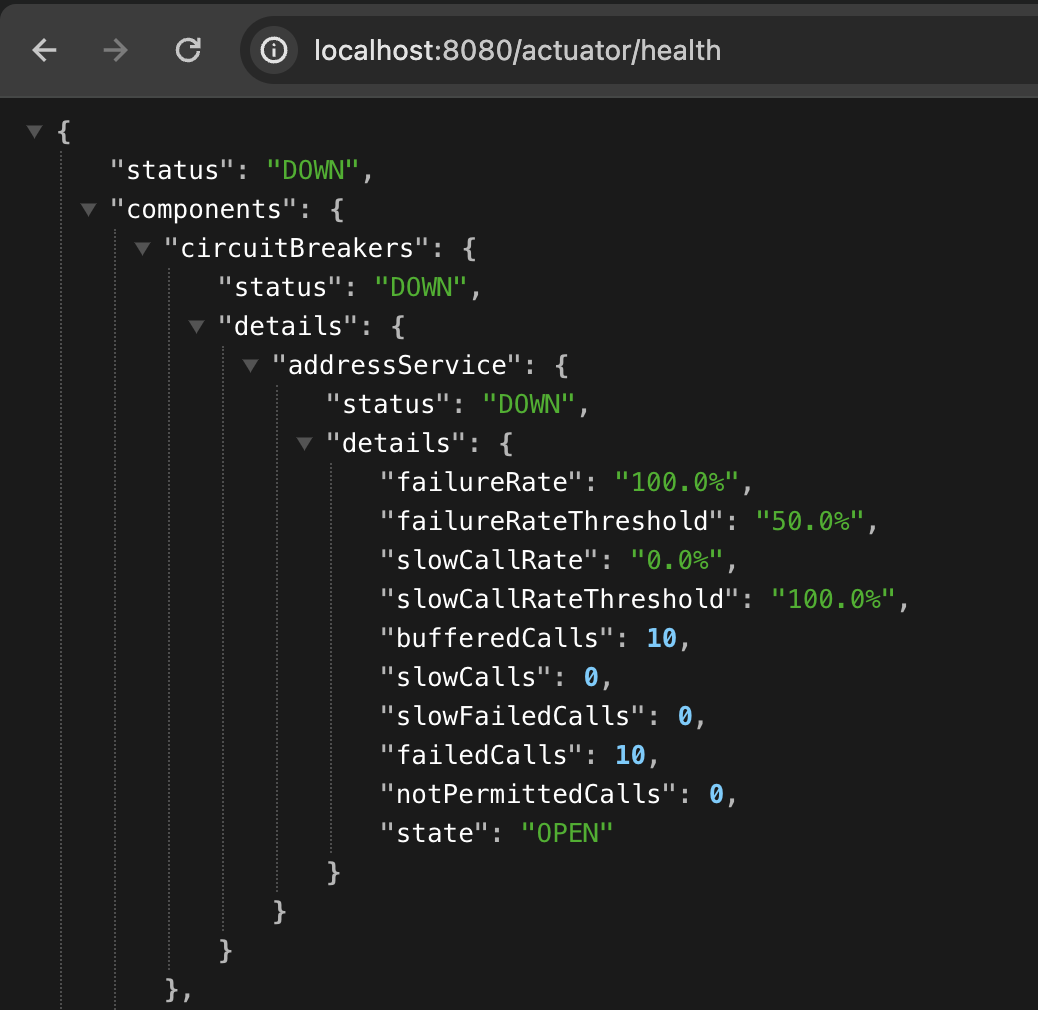 localhost:8080/actuator/health
{
"status": "DOWN",
"components": {
"circuitBreakers": {
"status": "DOWN",
"details": {
"addressService": {
"status": "DOWN",
"details": {
"failureRate": "100.0%",
"failureRateThreshold": "50.0%",
"slowCallRate": "0.0%",
"slowCallRateThreshold": "100.0%",
"bufferedCalls": 10,
"slowCalls": 0,
"slowFailedCalls": 0,
"failedCalls": 10,
"notPermittedCalls": 0,
"state": "OPEN"
}
}
}
},